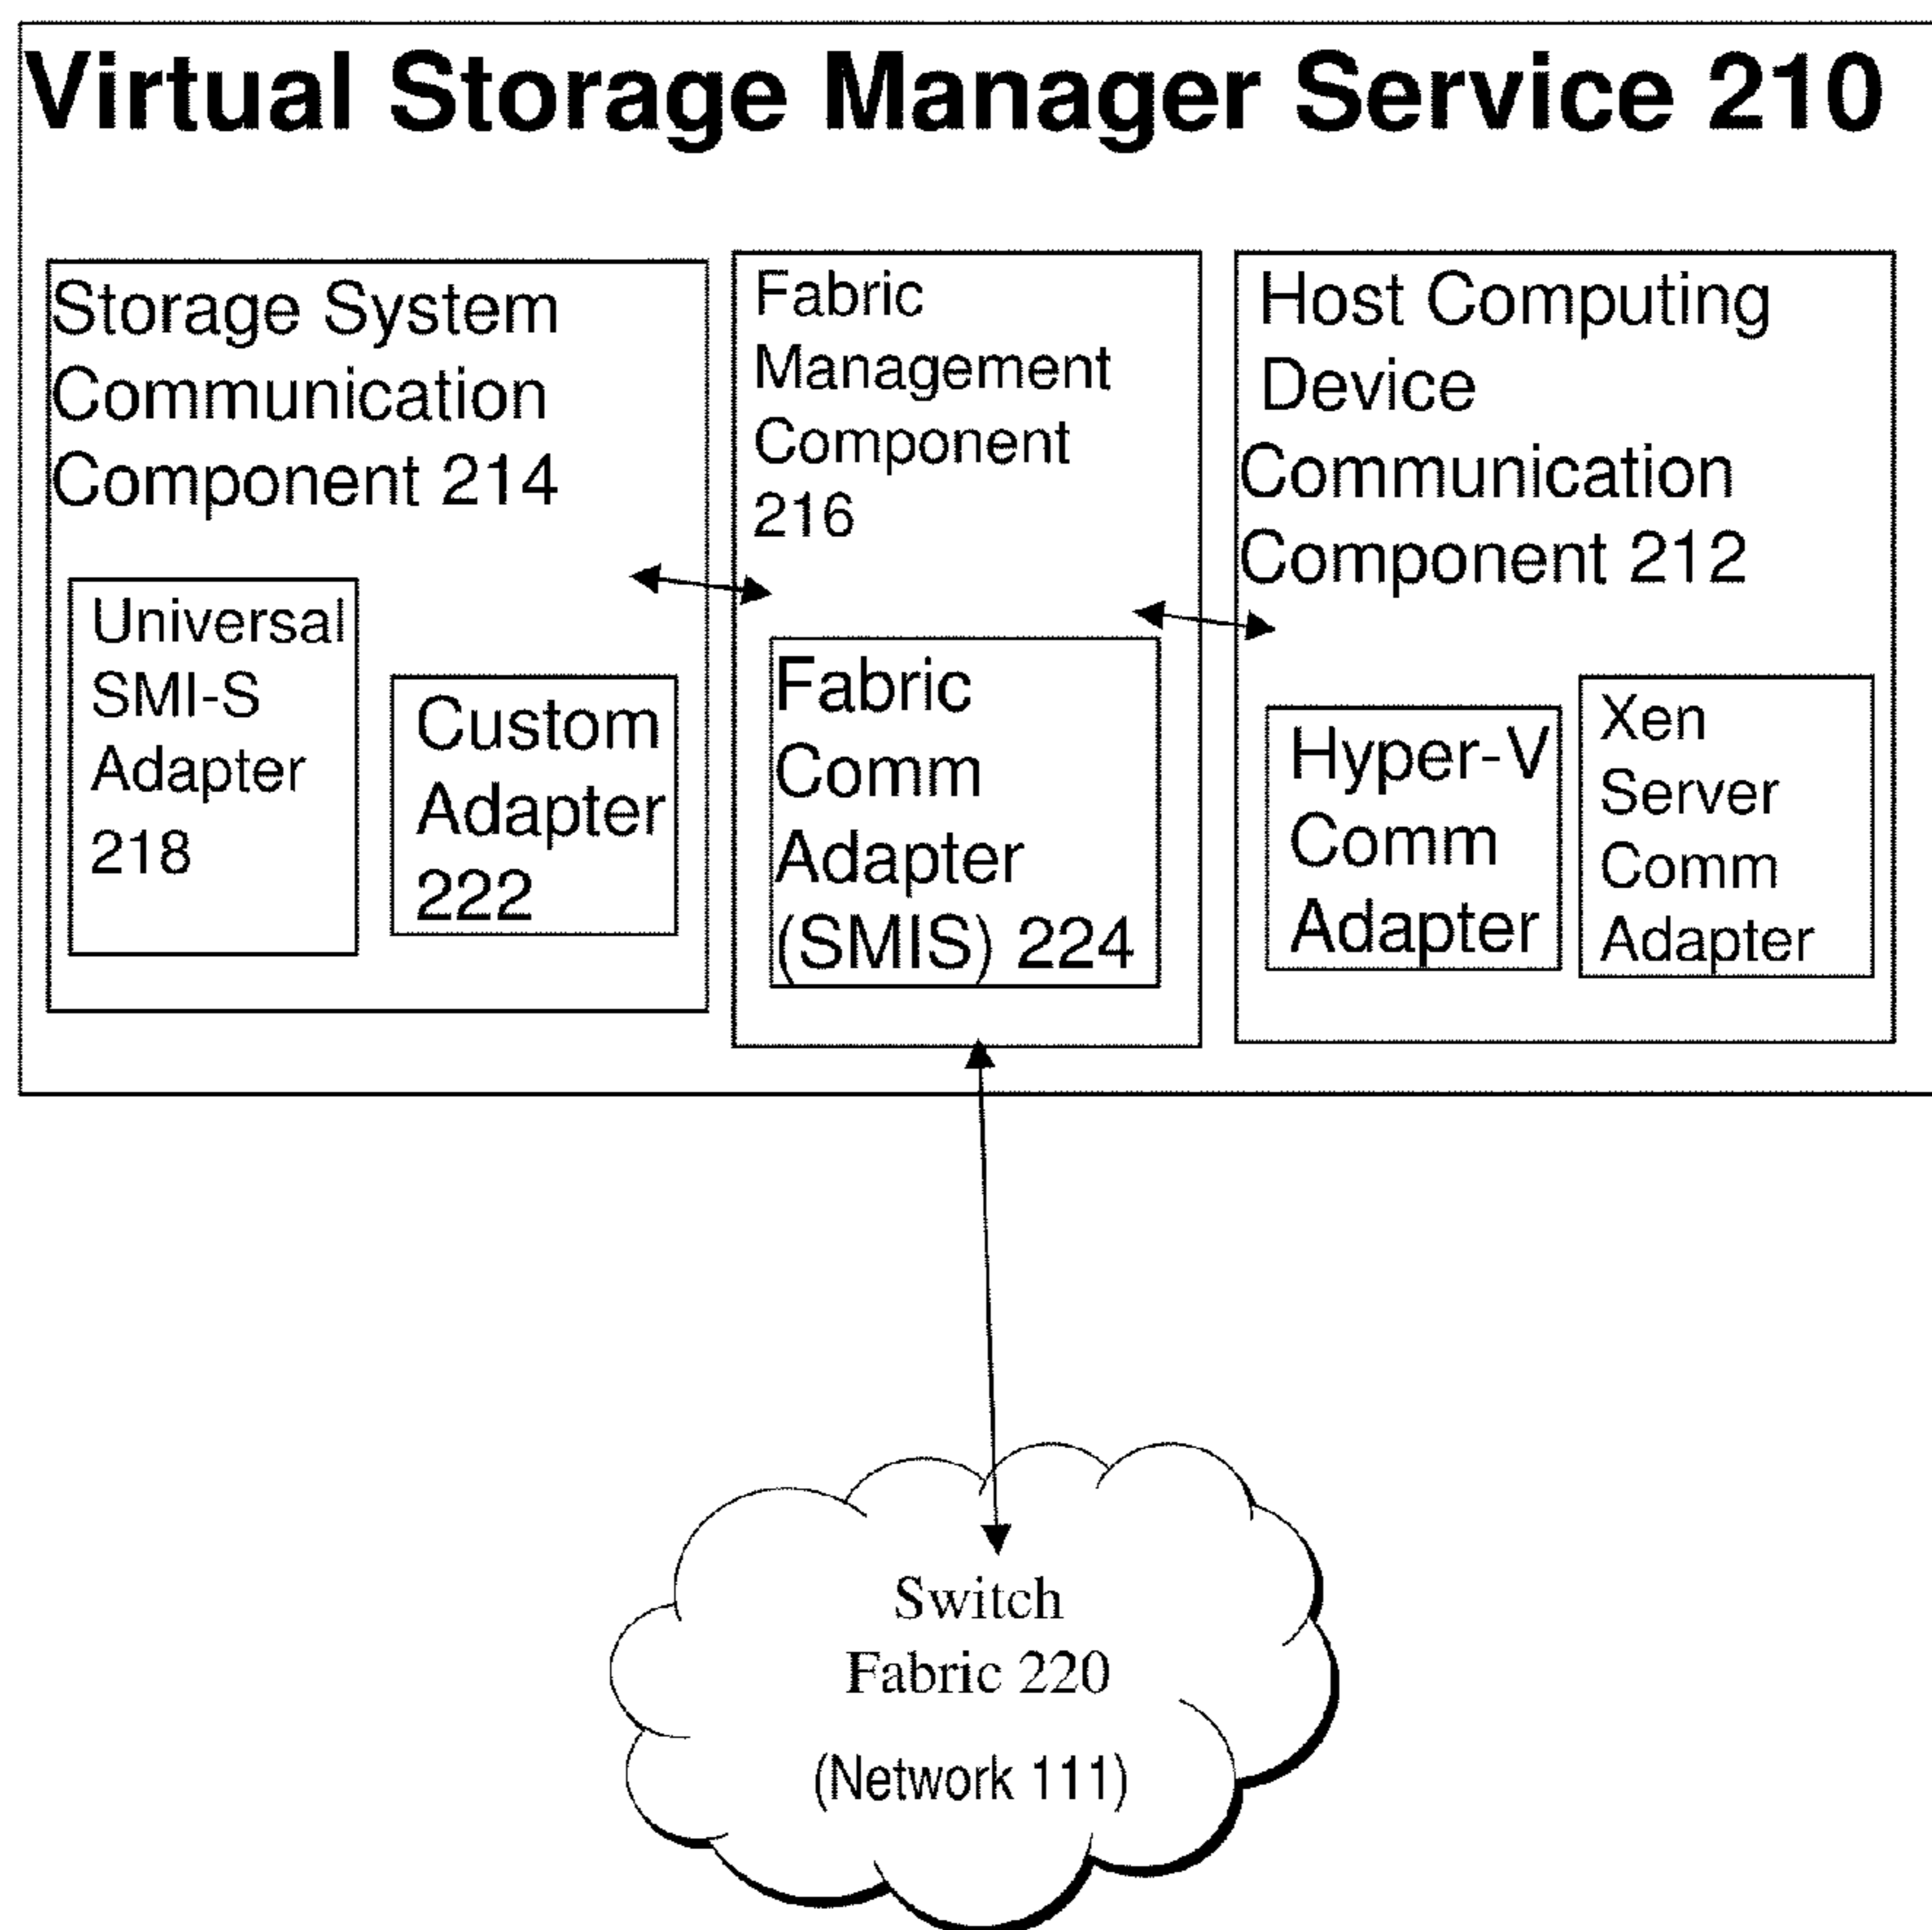 Virtual Storage Manager Service 210
Storage System
Communication
Component 214
Universal
SMI-S
Adapter
218
Custom
Adapter
222
Fabric
Management
Component
216
Fabric
Comm
Adapter
(SMIS) 224
Host Computing
Device
Communication
Component 212
Hyper-V
Comm
Adapter
Xen
Server
Comm
Adapter
Switch
Fabric 220
(Network 111)